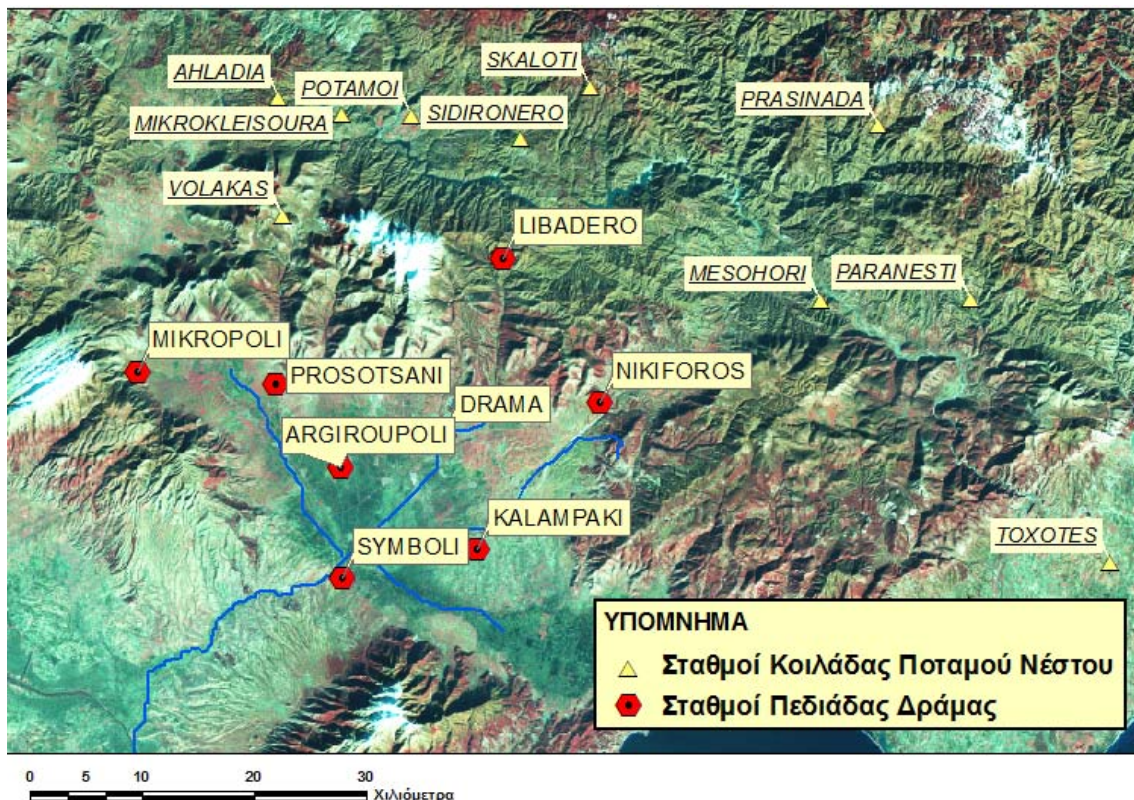 SKALOTI
AHLADIA
POTAMOI
PRASINADA
MIKROKLEISOURA
SIDIRONERO
VOLAKAS
LIBADERO
MESOHORI
PARANESTI
MIKROPOLI
PROSOTSANI
NIKIFOROS
DRAMA
ARGIROUPOLI
KALAMPAKI
SYMBOLI
TOXOTES
ΥΠΟΜΝΗΜΑ
Σταθμοί Κοιλάδας Ποταμού Νέστου
Σταθμοί Πεδιάδας Δράμας
0 5 10 20 30
Χιλιόμετρα